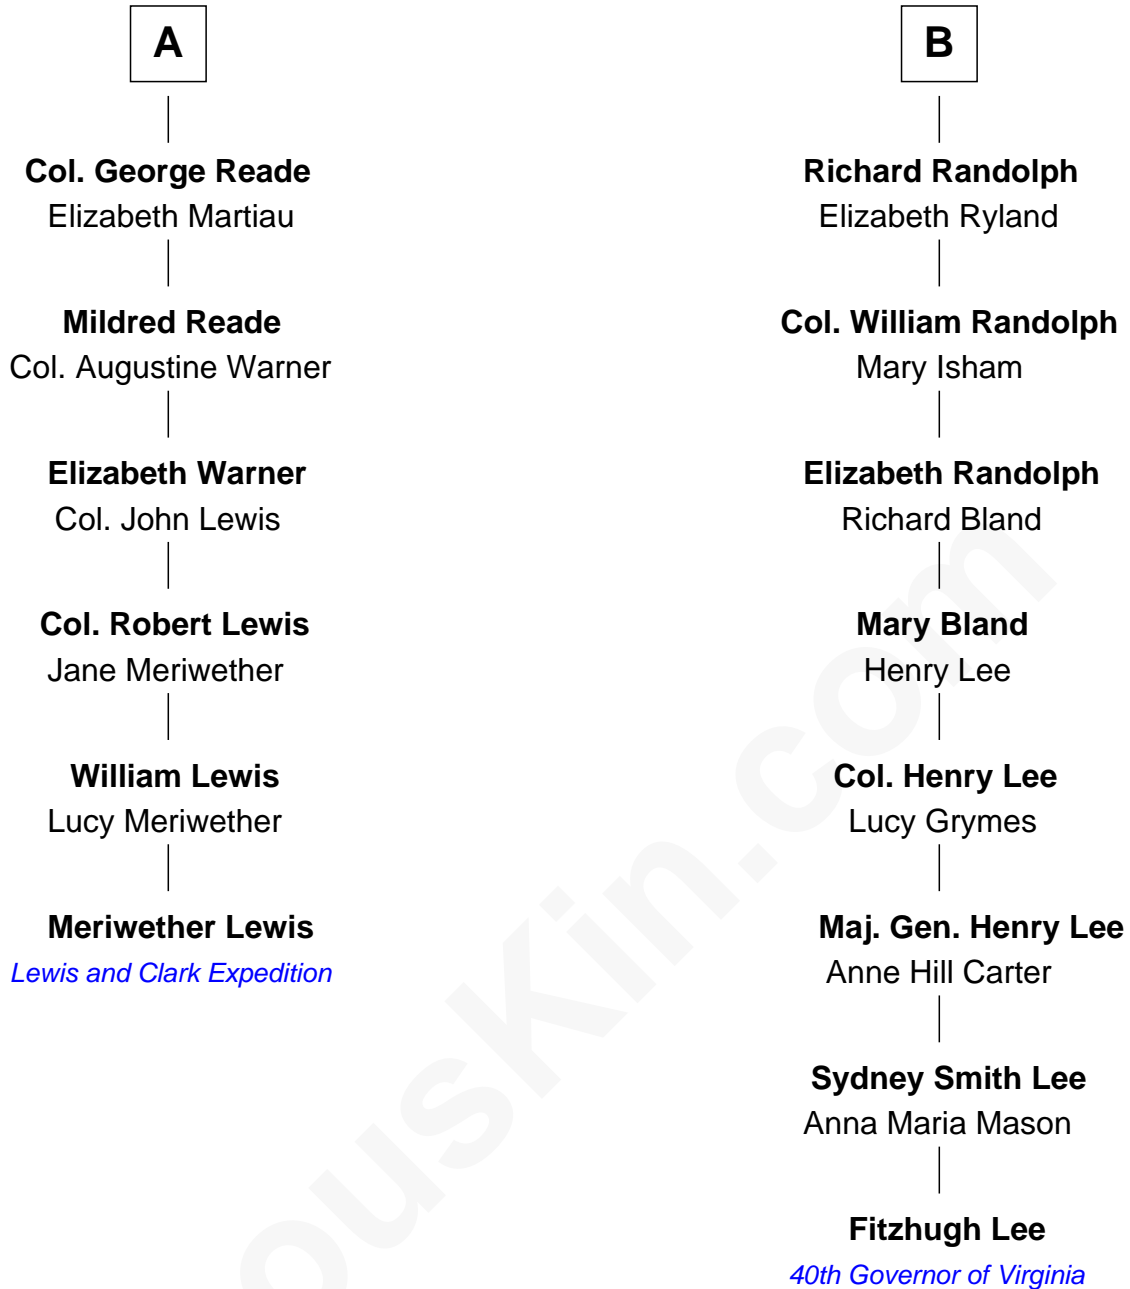 A
Col. George Reade
Elizabeth Martiau
Mildred Reade
Col. Augustine Warner
Elizabeth Warner
Col. John Lewis
Col. Robert Lewis
Jane Meriwether
William Lewis
Lucy Meriwether
Meriwether Lewis
Lewis and Clark Expedition
B
Richard Randolph
Elizabeth Ryland
Col. William Randolph
Mary Isham
Elizabeth Randolph
Richard Bland
Mary Bland
Henry Lee
Col. Henry Lee
Lucy Grymes
Maj. Gen. Henry Lee
Anne Hill Carter
Sydney Smith Lee
Anna Maria Mason
Fitzhugh Lee
40th Governor of Virginia
ousKin.com